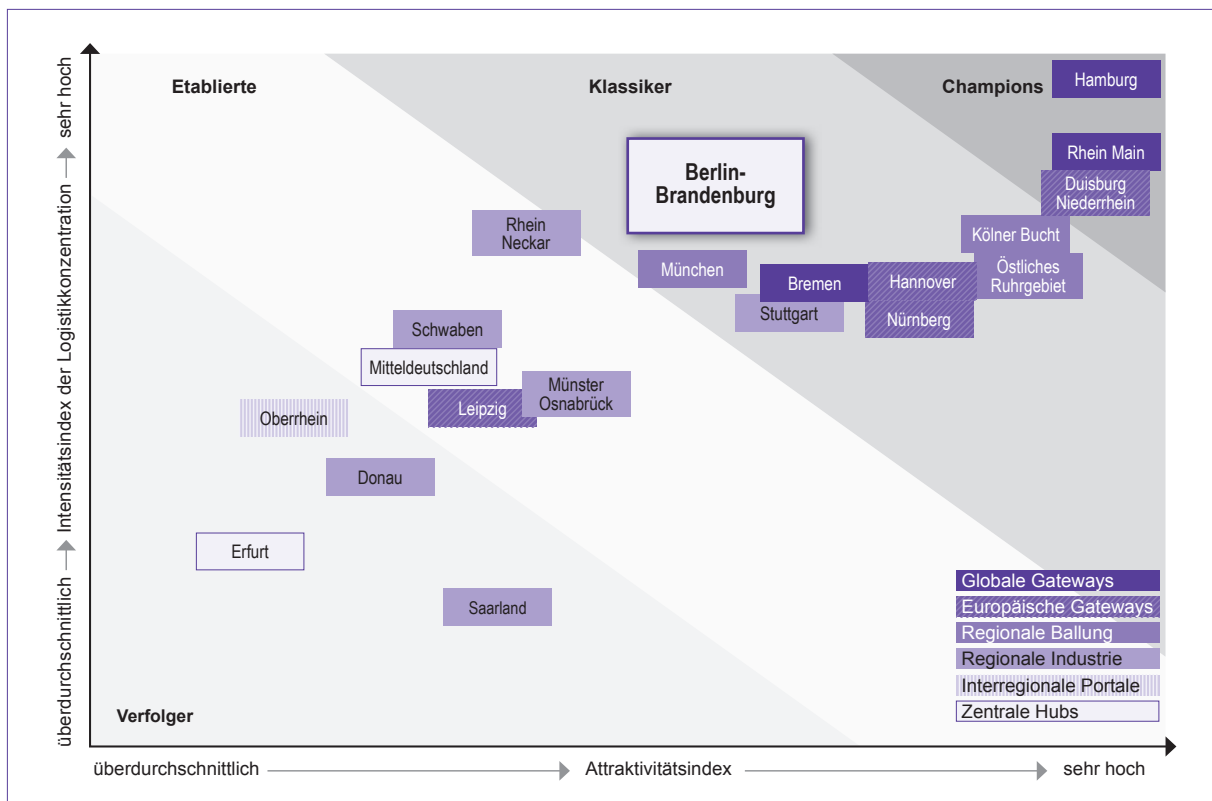 Etablierte
Klassiker
Champions
Hamburg
Rhein Main
Duisburg
Niederrhein
Berlin-
Brandenburg
Rhein
Neckar
Kölner Bucht
München
Bremen
Hannover
Östliches
Ruhrgebiet
Stuttgart
Nürnberg
Schwaben
Mitteldeutschland
Münster
Osnabrück
Leipzig
Oberrhein
Donau
Erfurt
Saarland
Globale Gateways
Europäische Gateways
Regionale Ballung
Regionale Industrie
Interregionale Portale
Zentrale Hubs
Verfolger
überdurchschnittlich Intensitätsindex der Logistikkonzentration sehr hoch
überdurchschnittlich Attraktivitätsindex sehr hoch